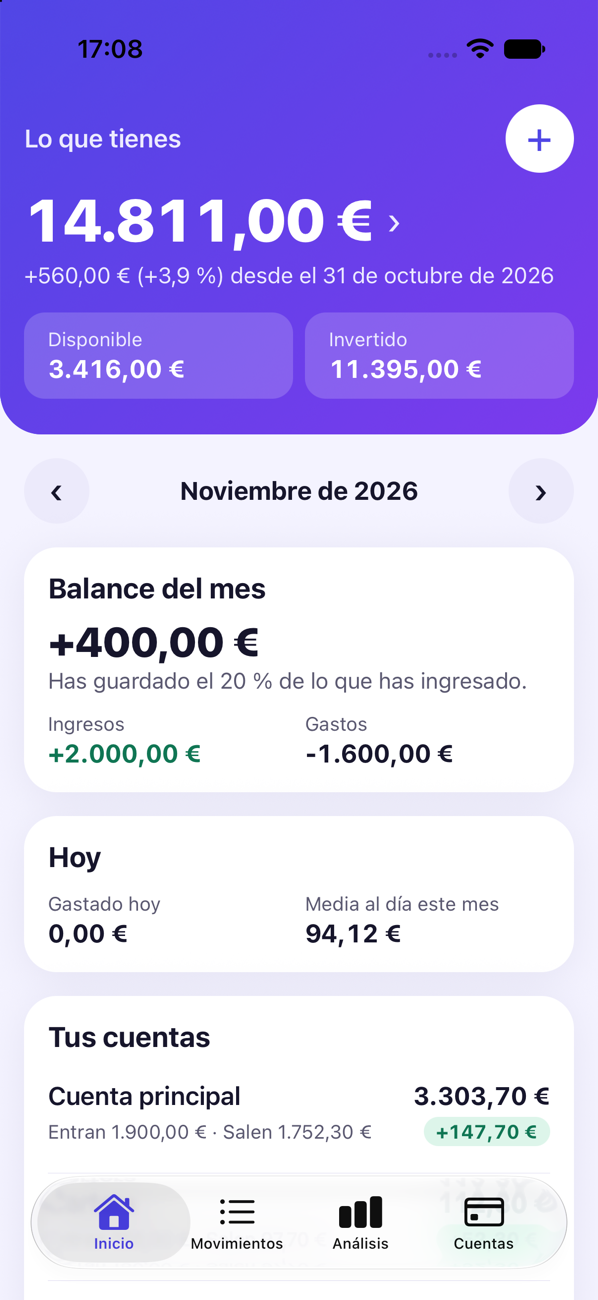 17:08
Lo que tienes
+
14.811,00 € ›
+560,00 € (+3,9 %) desde el 31 de octubre de 2026
Disponible
3.416,00 €
Invertido
11.395,00 €
‹ Noviembre de 2026 ›
Balance del mes
+400,00 €
Has guardado el 20 % de lo que has ingresado.
Ingresos
+2.000,00 €
Gastos
-1.600,00 €
Hoy
Gastado hoy
0,00 €
Media al día este mes
94,12 €
Tus cuentas
Cuenta principal
3.303,70 €
Entran 1.900,00 € · Salen 1.752,30 €
+147,70 €
Inicio
Movimientos
Análisis
Cuentas